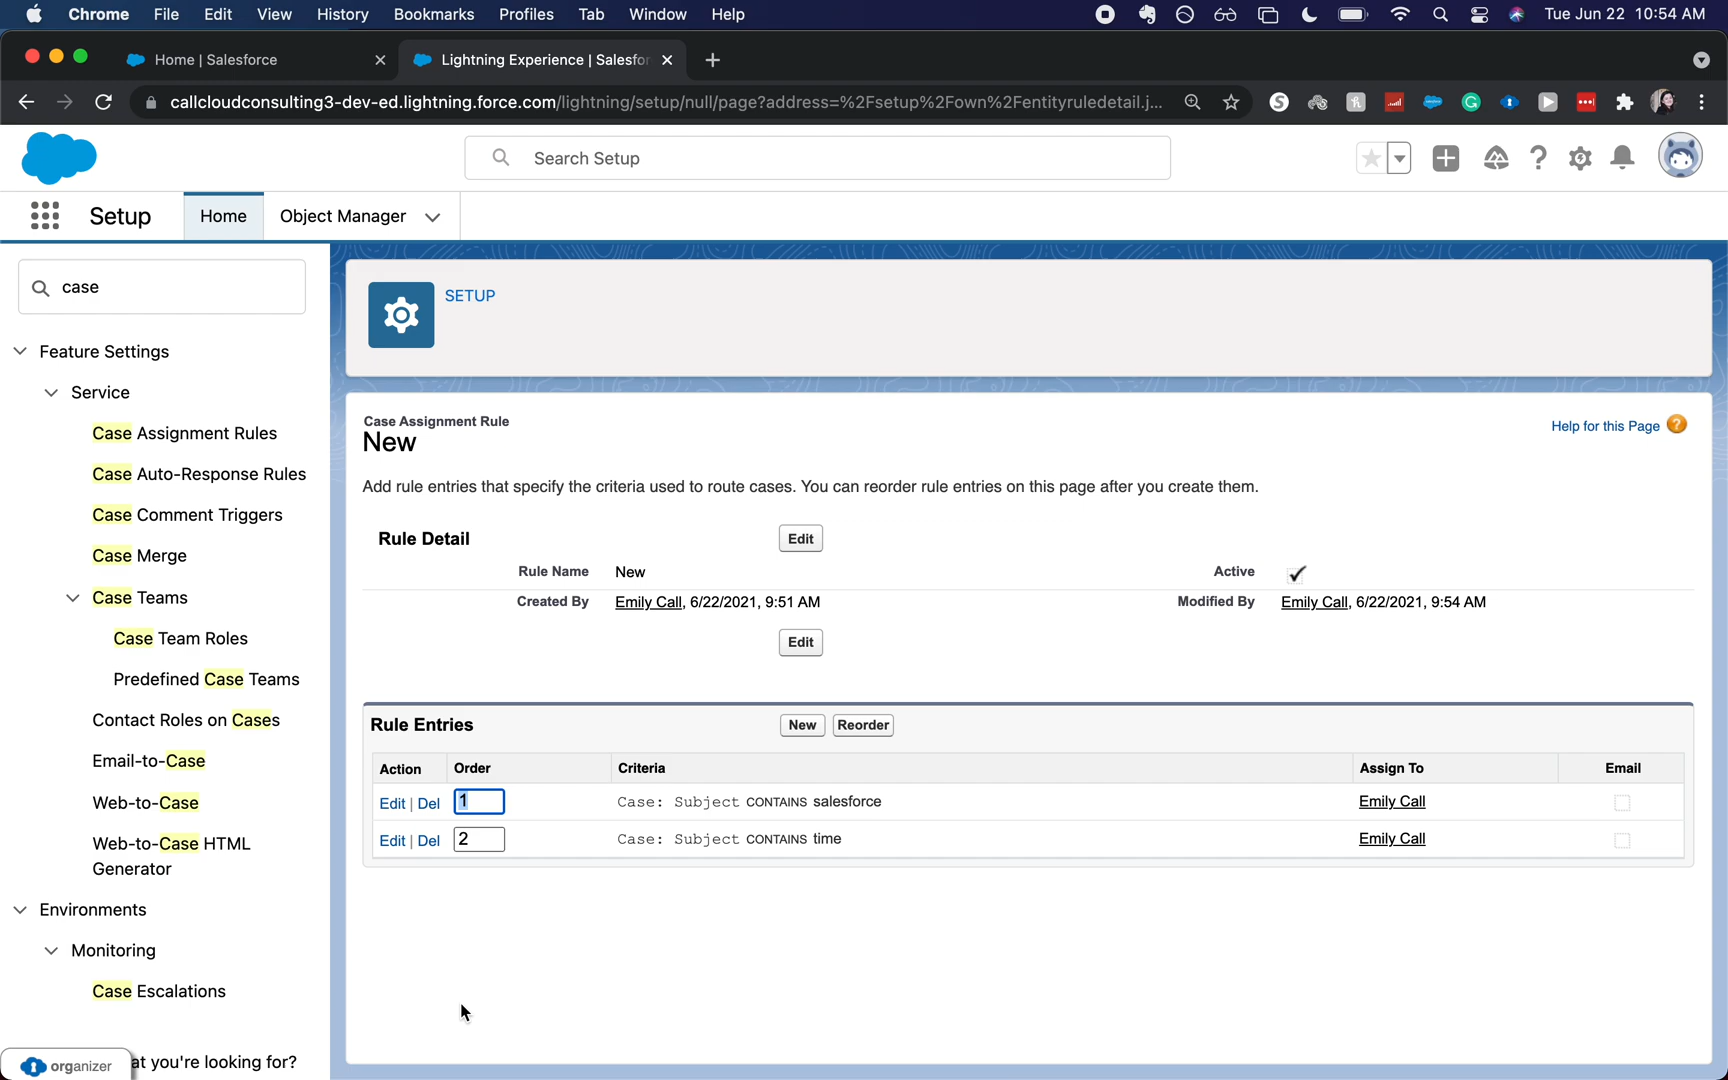 Chrome File Edit View History Bookmarks Profiles Tab Window Help Tue Jun 22 10:54 AM
Home | Salesforce
Lightning Experience | Salesfor
callcloudconsulting3-dev-ed.lightning.force.com/lightning/setup/null/page?address=%2Fsetup%2Fown%2Fentityruledetail.j...
Search Setup
Setup Home Object Manager
case
SETUP
Feature Settings
Service
Case Assignment Rules
Case Auto-Response Rules
Case Comment Triggers
Case Merge
Case Teams
Case Team Roles
Predefined Case Teams
Contact Roles on Cases
Email-to-Case
Web-to-Case
Web-to-Case HTML
Generator
Environments
Monitoring
Case Escalations
at you're looking for?
organizer
Case Assignment Rule
New
Help for this Page ?
Add rule entries that specify the criteria used to route cases. You can reorder rule entries on this page after you create them.
Rule Detail Edit
Rule Name New Active
Created By Emily Call, 6/22/2021, 9:51 AM Modified By Emily Call, 6/22/2021, 9:54 AM
Edit
Rule Entries New Reorder
Action Order Criteria Assign To Email
Edit | Del 1 Case: Subject CONTAINS salesforce Emily Call
Edit | Del 2 Case: Subject CONTAINS time Emily Call